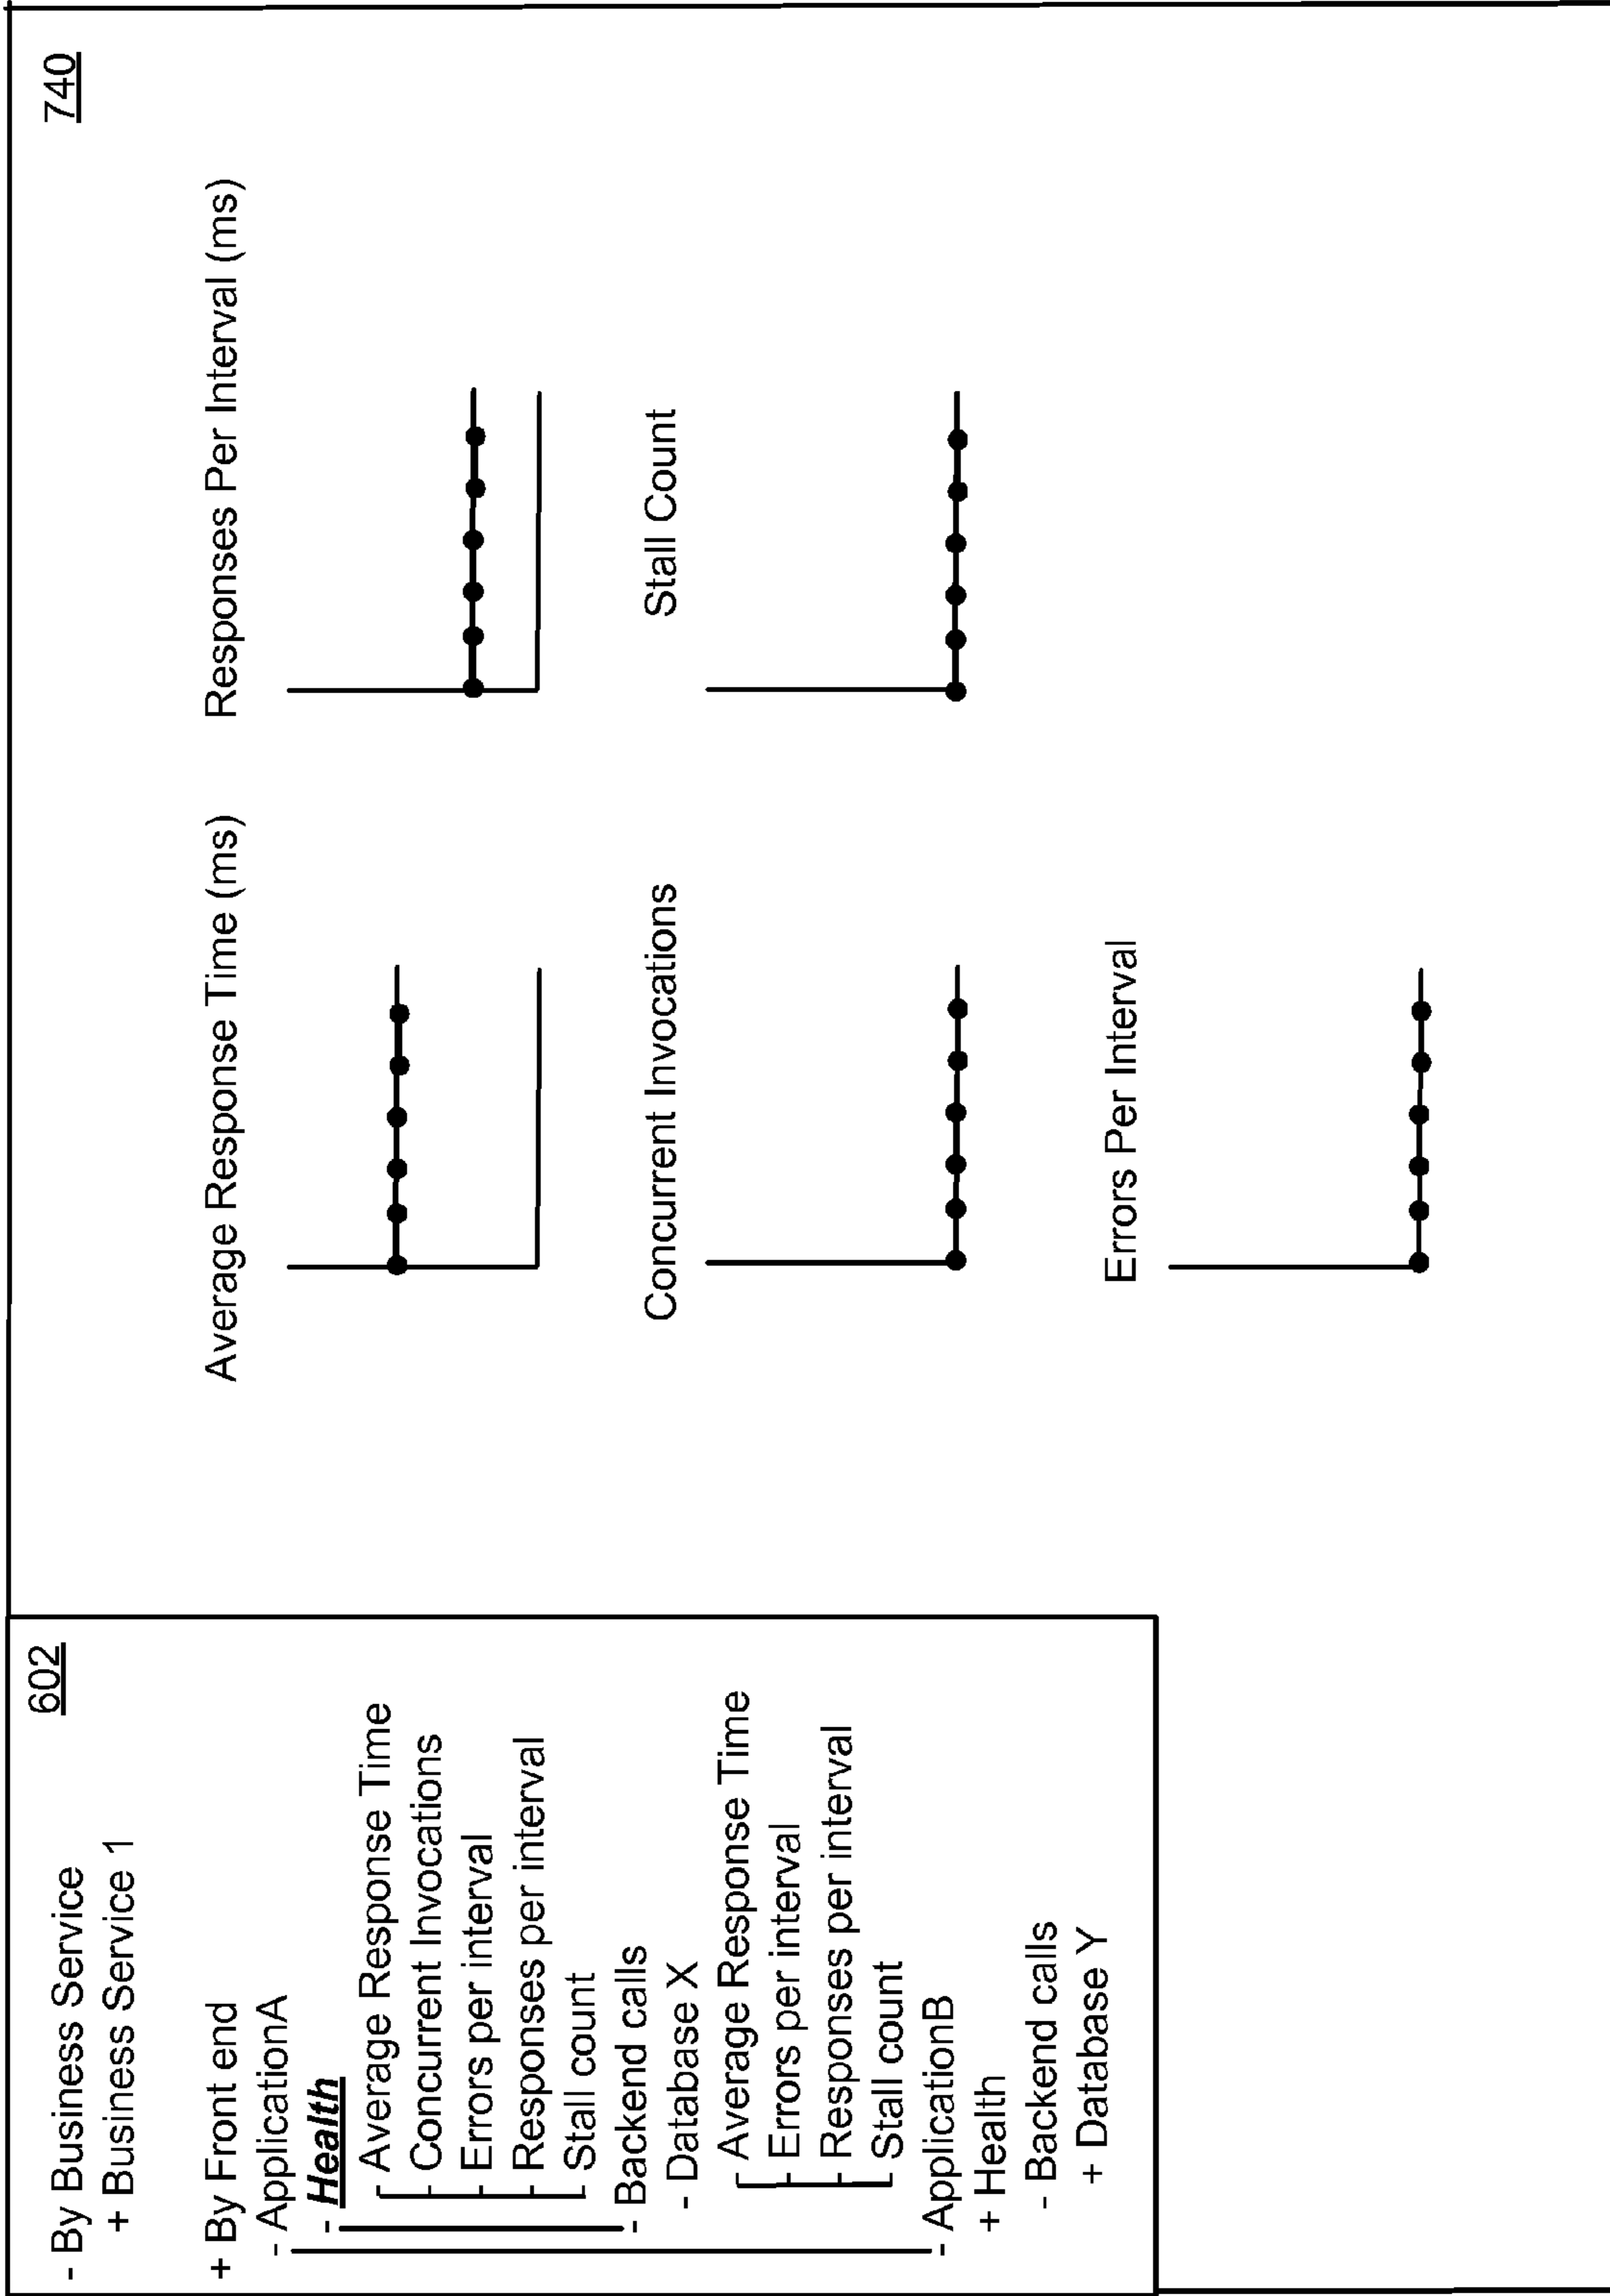 602
- By Business Service
+ Business Service 1
+ By Front end
- ApplicationA
- Health
Average Response Time
Concurrent Invocations
Errors per interval
Responses per interval
Stall count
- Backend calls
- Database X
Average Response Time
Errors per interval
Responses per interval
Stall count
- ApplicationB
+ Health
- Backend calls
+ Database Y
740
Average Response Time (ms)
Responses Per Interval (ms)
Concurrent Invocations
Stall Count
Errors Per Interval